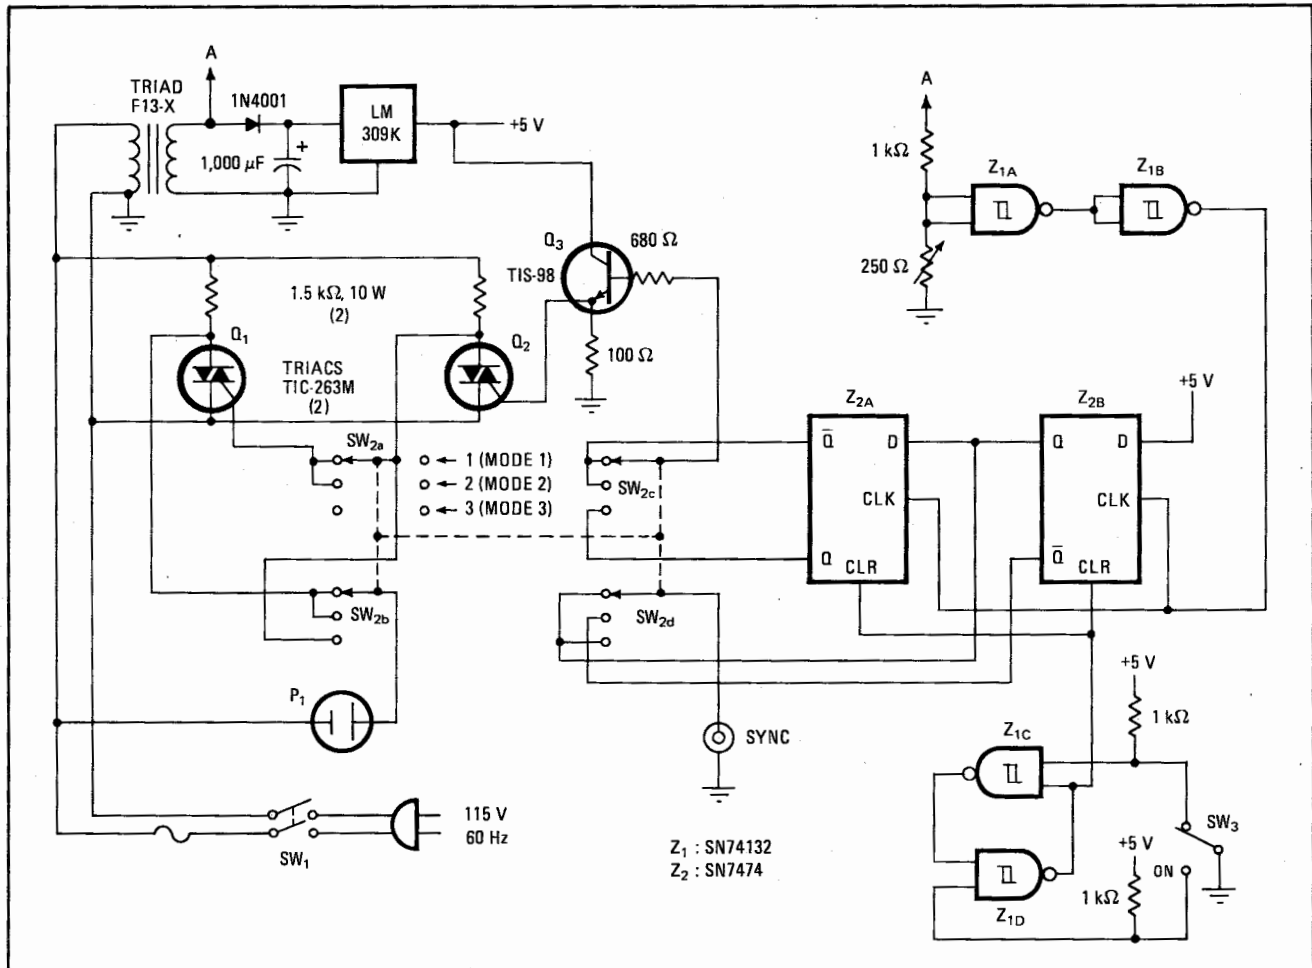 A
TRIAD
F13-X
1N4001
LM
309K
+5 V
1,000 µF
+
A
1 kΩ
Z1A
Z1B
250 Ω
Q3
680 Ω
TIS-98
1.5 kΩ, 10 W
(2)
Q1
Q2
100 Ω
TRIACS
TIC-263M
(2)
Z2A
Z2B
+5 V
SW2a
1 (MODE 1)
2 (MODE 2)
3 (MODE 3)
SW2c
Q̅
D
Q
D
CLK
CLK
Q
CLR
Q̅
CLR
SW2b
SW2d
P1
SYNC
+5 V
1 kΩ
Z1C
SW3
+5 V
ON
1 kΩ
Z1D
115 V
60 Hz
SW1
Z1 : SN74132
Z2 : SN7474